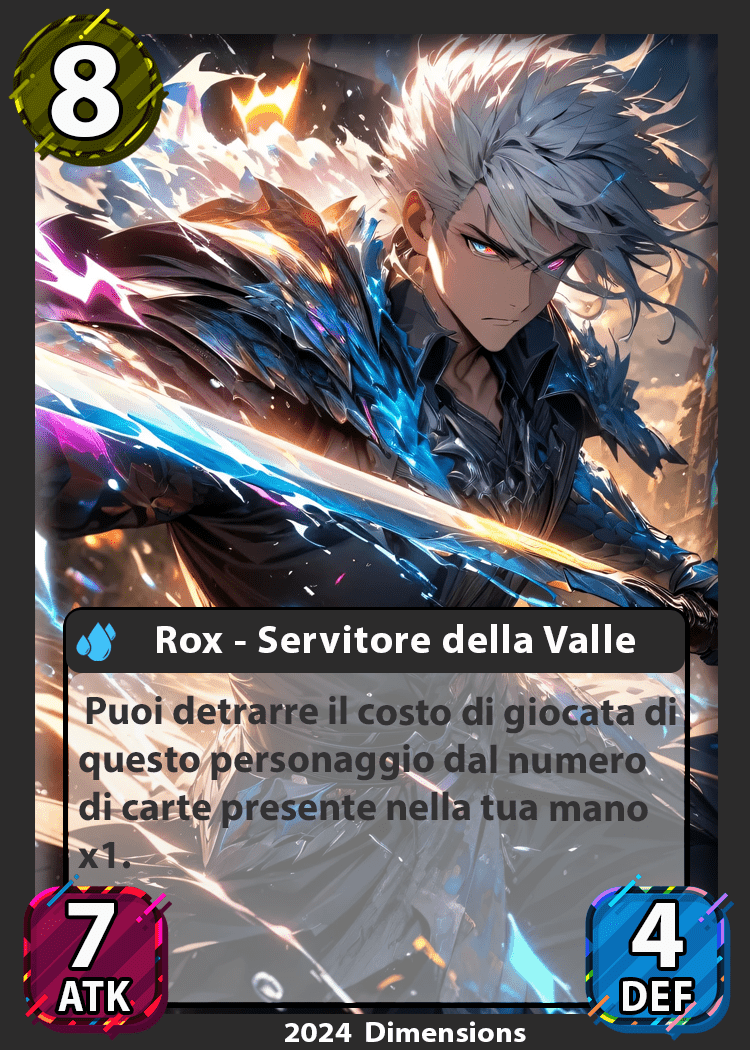 8
Rox - Servitore della Valle
Puoi detrarre il costo di giocata di
questo personaggio dal numero
di carte presente nella tua mano
x1.
7
ATK
4
DEF
2024 Dimensions